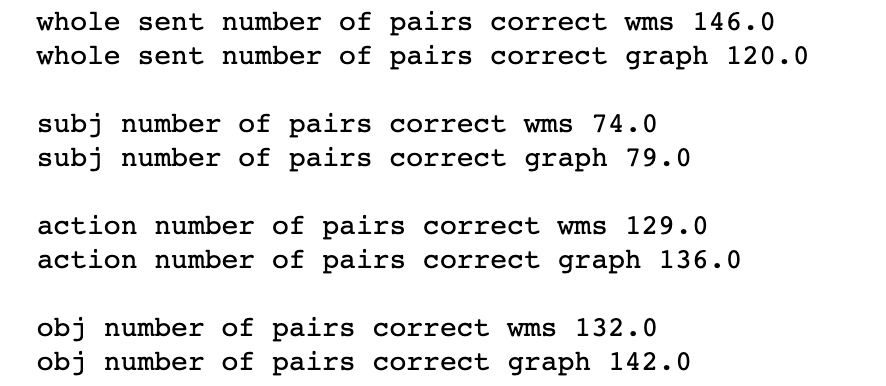 whole sent number of pairs correct wms 146.0
whole sent number of pairs correct graph 120.0
subj number of pairs correct wms 74.0
subj number of pairs correct graph 79.0
action number of pairs correct wms 129.0
action number of pairs correct graph 136.0
obj number of pairs correct wms 132.0
obj number of pairs correct graph 142.0